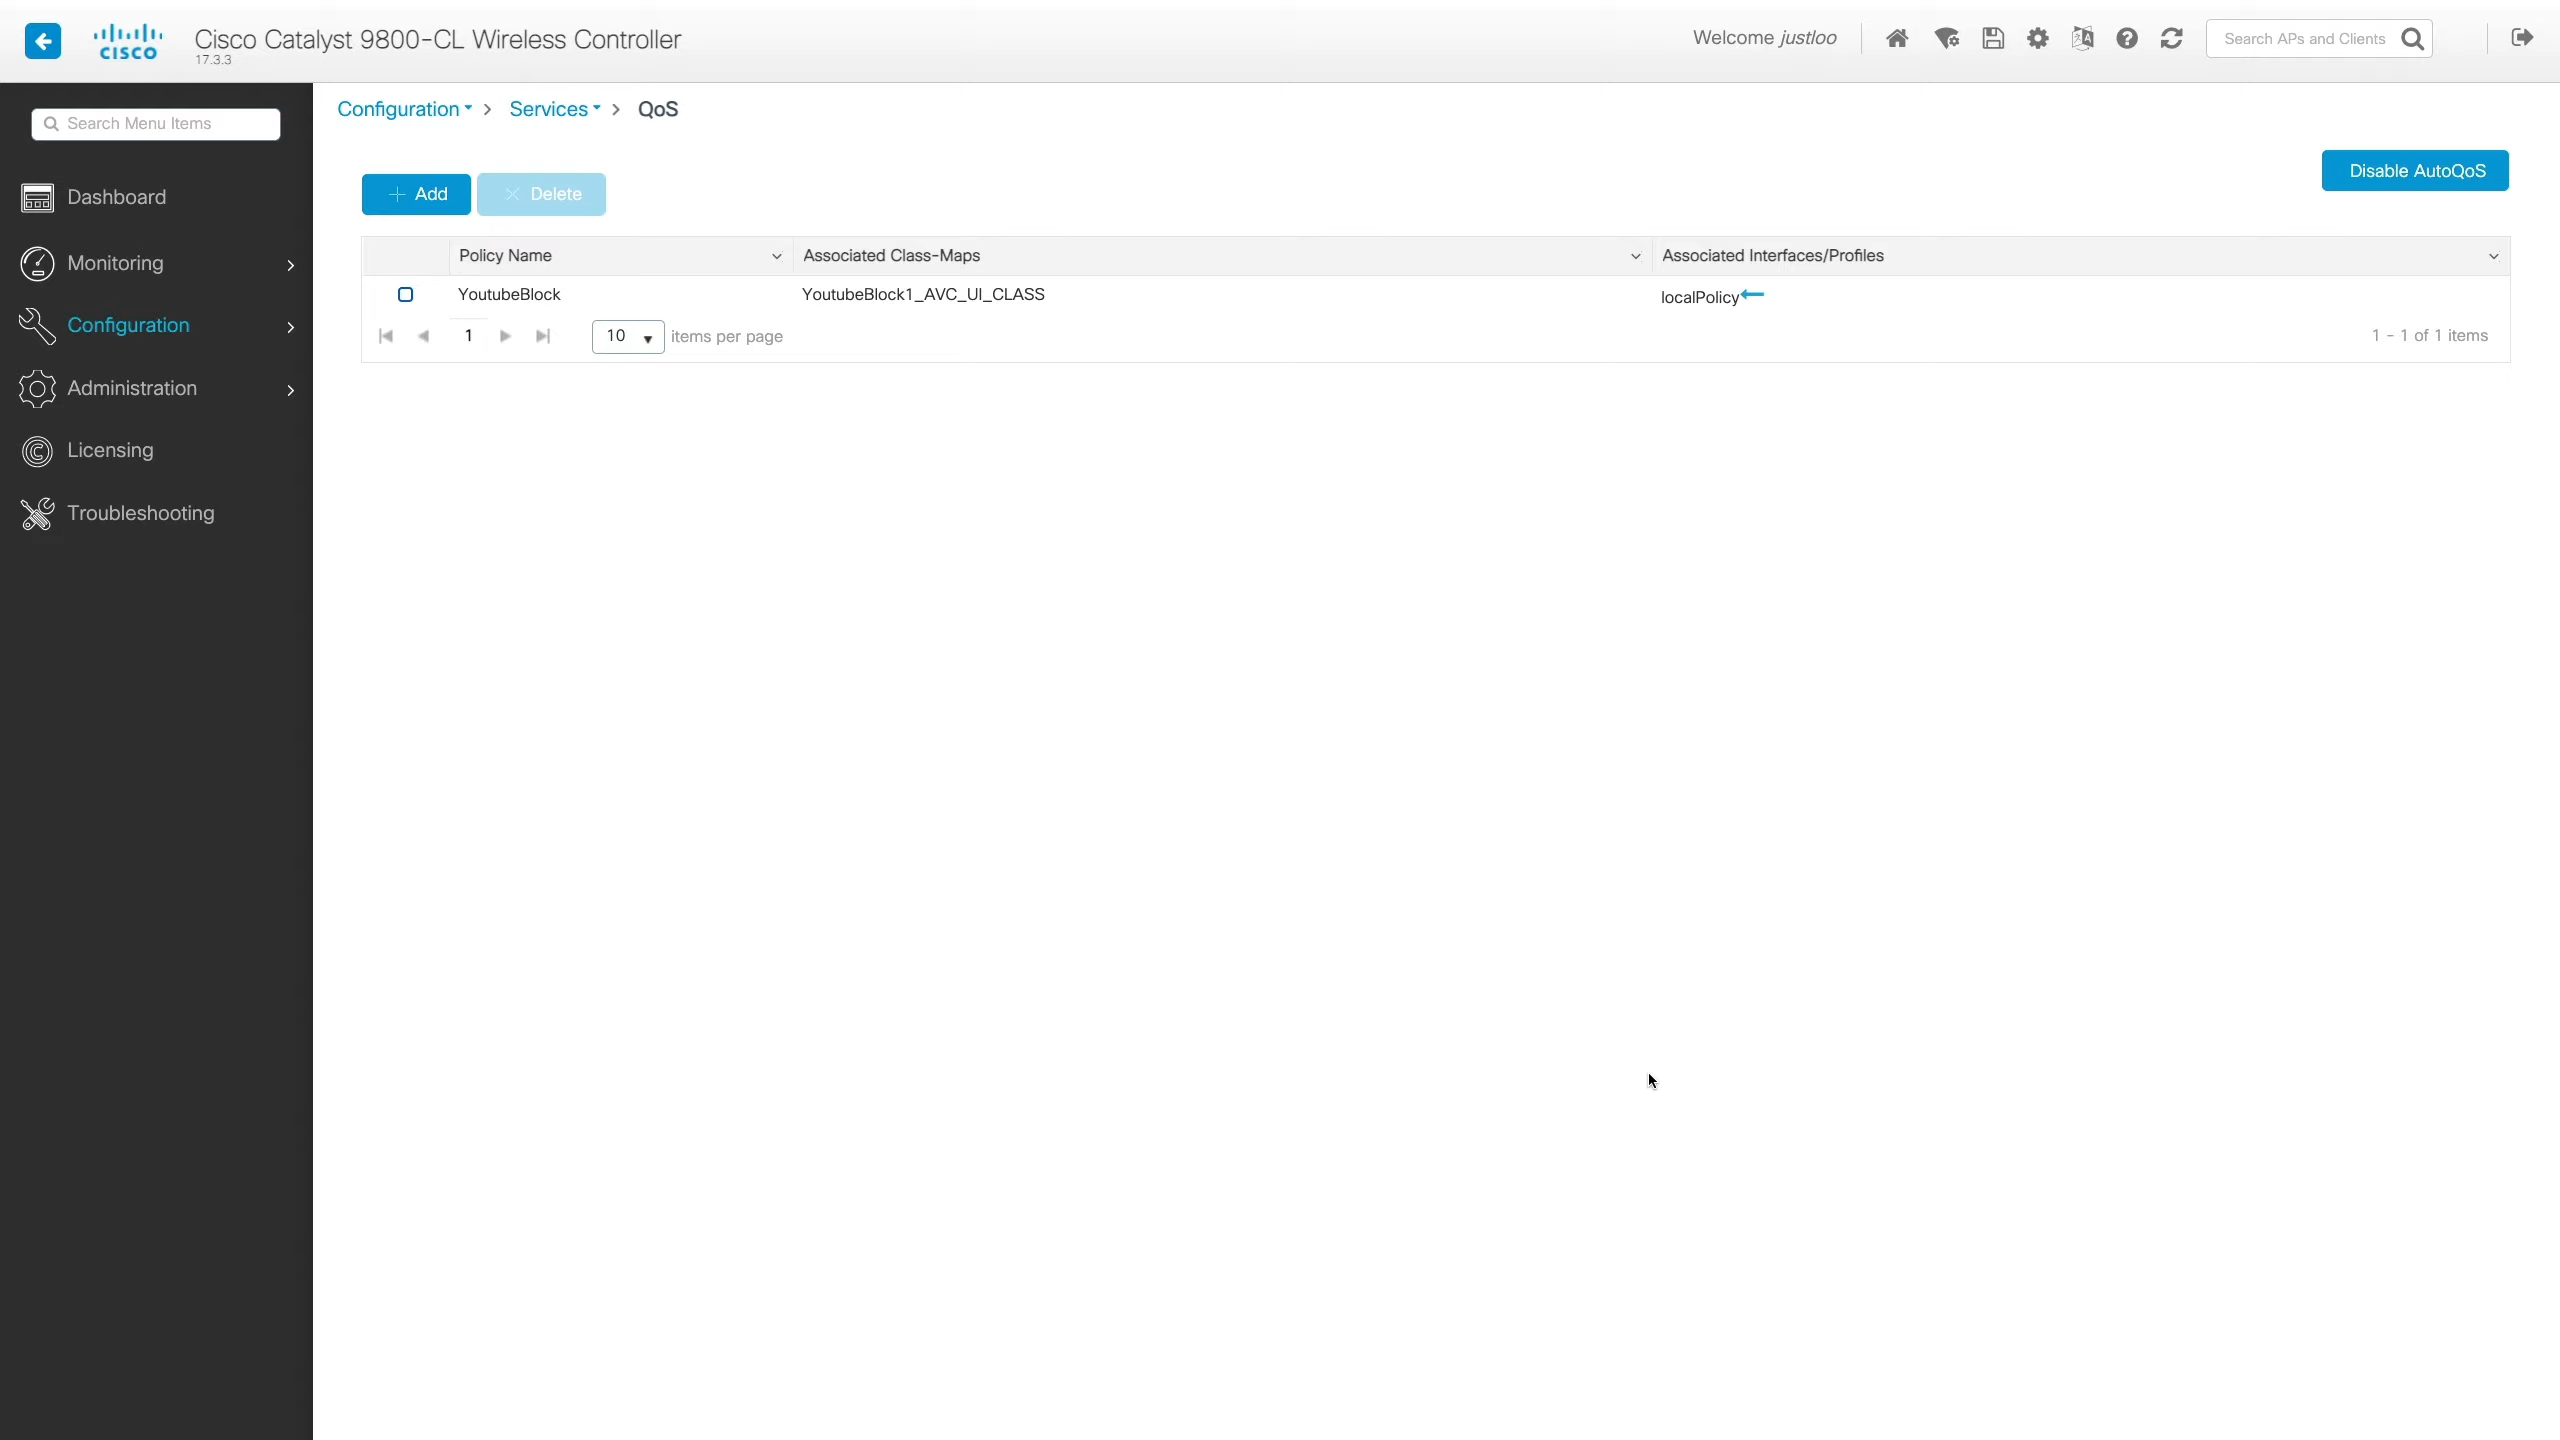 CISCO
Cisco Catalyst 9800-CL Wireless Controller
17.3.3
Welcome justloo
Search APs and Clients
Search Menu Items
Dashboard
Monitoring
Configuration
Administration
Licensing
Troubleshooting
Configuration > Services > QoS
Disable AutoQoS
+ Add
× Delete
Policy Name
Associated Class-Maps
Associated Interfaces/Profiles
YoutubeBlock
YoutubeBlock1_AVC_UI_CLASS
localPolicy
1
10
items per page
1 - 1 of 1 items